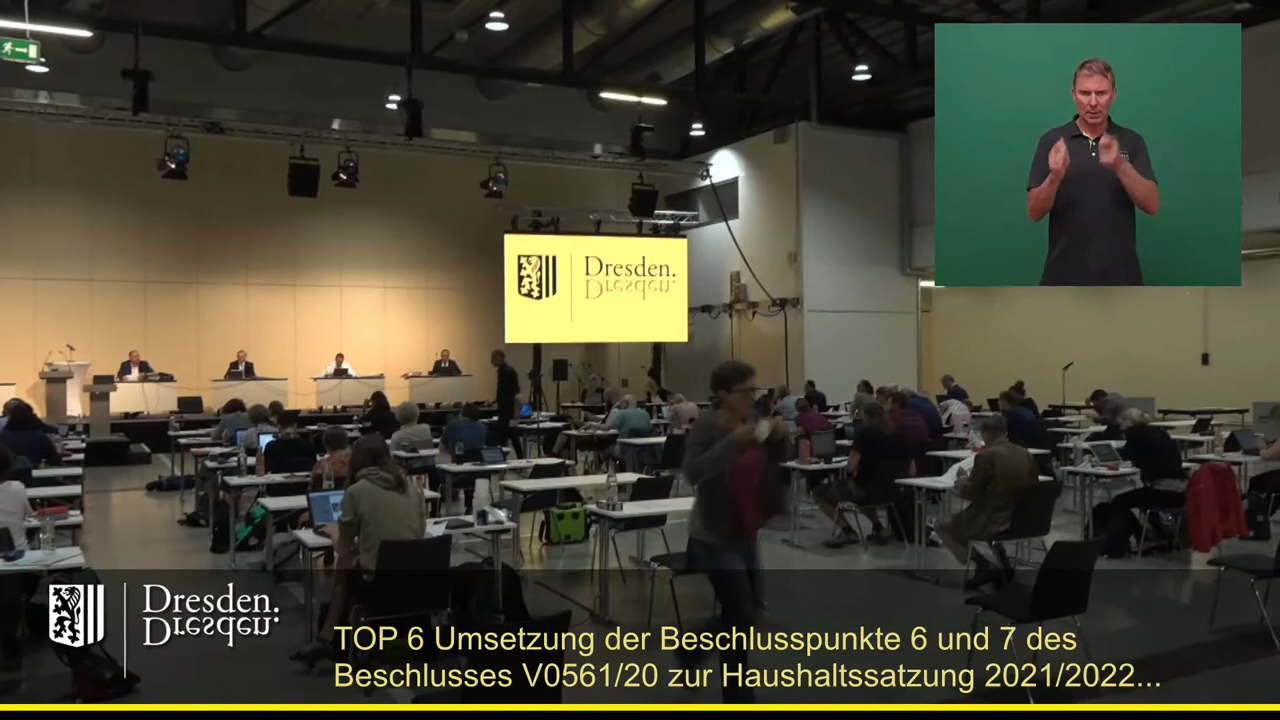 Dresden.
Dresden.
Dresden.
Dresden.
TOP 6 Umsetzung der Beschlusspunkte 6 und 7 des
Beschlusses V0561/20 zur Haushaltssatzung 2021/2022...